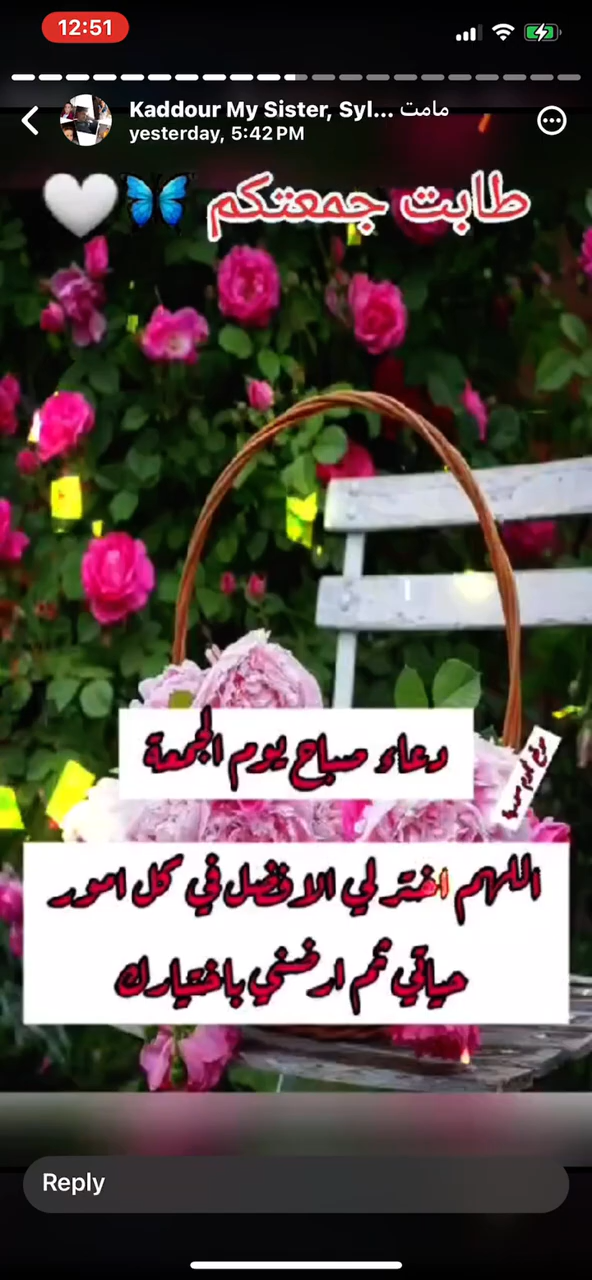 12:51
Kaddour My Sister, Syl... مامت
yesterday, 5:42 PM
طابت جمعتكم 🦋🤍
دعاء صباح يوم الجمعة
اللهم اختر لي الافضل في كل امور
حياتي ثم ارضني باختيارك
Reply